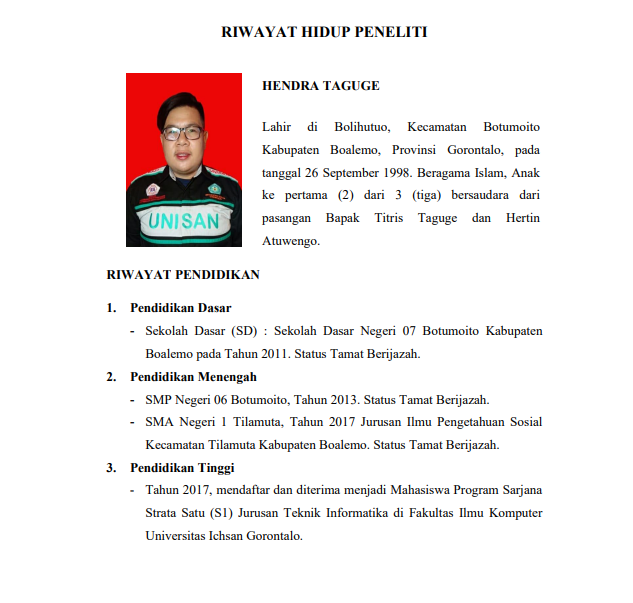 RIWAYAT HIDUP PENELITI
HENDRA TAGUGE
Lahir di Bolihutuo, Kecamatan Botumoito
Kabupaten Boalemo, Provinsi Gorontalo, pada
tanggal 26 September 1998. Beragama Islam, Anak
ke pertama (2) dari 3 (tiga) bersaudara dari
pasangan Bapak Titris Taguge dan Hertin
Atuwengo.
UNISAN
RIWAYAT PENDIDIKAN
1. Pendidikan Dasar
- Sekolah Dasar (SD) : Sekolah Dasar Negeri 07 Botumoito Kabupaten
Boalemo pada Tahun 2011. Status Tamat Berijazah.
2. Pendidikan Menengah
- SMP Negeri 06 Botumoito, Tahun 2013. Status Tamat Berijazah.
- SMA Negeri 1 Tilamuta, Tahun 2017 Jurusan Ilmu Pengetahuan Sosial
Kecamatan Tilamuta Kabupaten Boalemo. Status Tamat Berijazah.
3. Pendidikan Tinggi
- Tahun 2017, mendaftar dan diterima menjadi Mahasiswa Program Sarjana
Strata Satu (S1) Jurusan Teknik Informatika di Fakultas Ilmu Komputer
Universitas Ichsan Gorontalo.